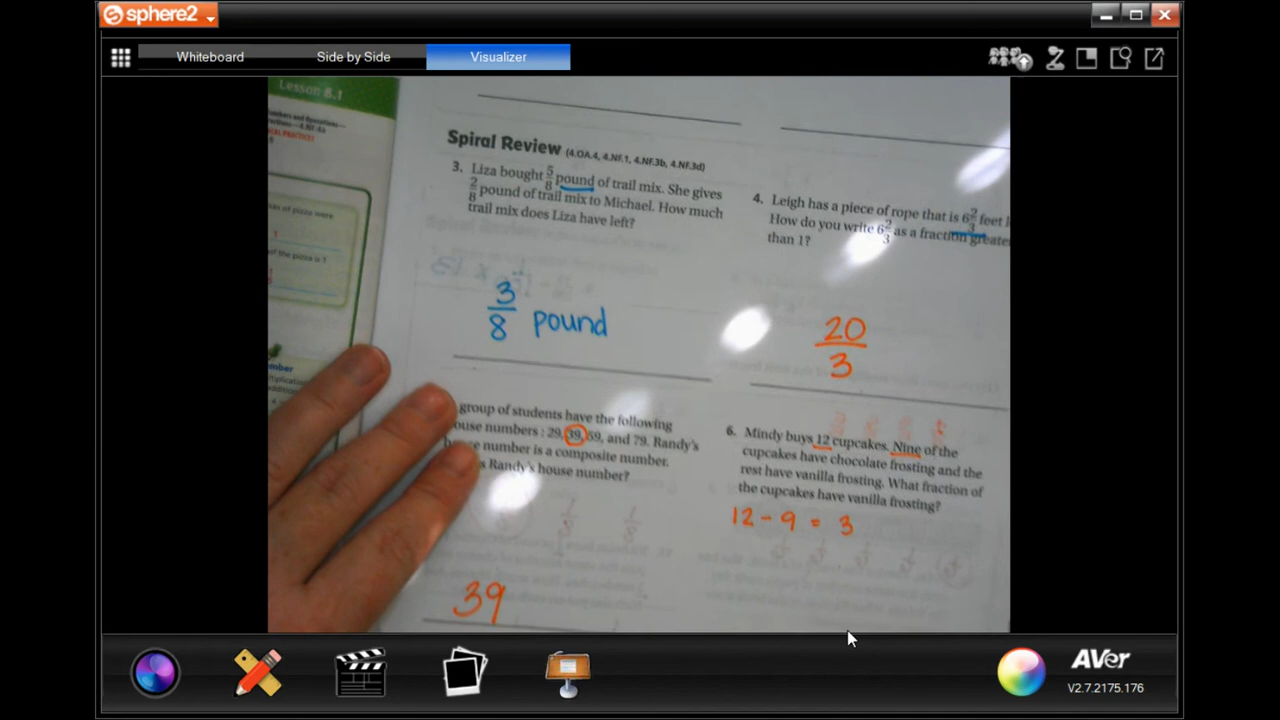 sphere2
Whiteboard
Side by Side
Visualizer
Lesson 8.1
Spiral Review (4.OA.4, 4.NF.1, 4.NF.3b, 4.NF.3d)
3. Liza bought 5/8 pound of trail mix. She gives
2/8 pound of trail mix to Michael. How much
trail mix does Liza have left?
3/8 pound
4. Leigh has a piece of rope that is 6 2/3 feet
How do you write 6 2/3 as a fraction greater
than 1?
20/3
group of students have the following
house numbers : 29, 39, 59, and 79. Randy's
number is a composite number.
Randy's house number?
39
6. Mindy buys 12 cupcakes. Nine of the
cupcakes have chocolate frosting and the
rest have vanilla frosting. What fraction of
the cupcakes have vanilla frosting?
12 - 9 = 3
AVer
V2.7.2175.176